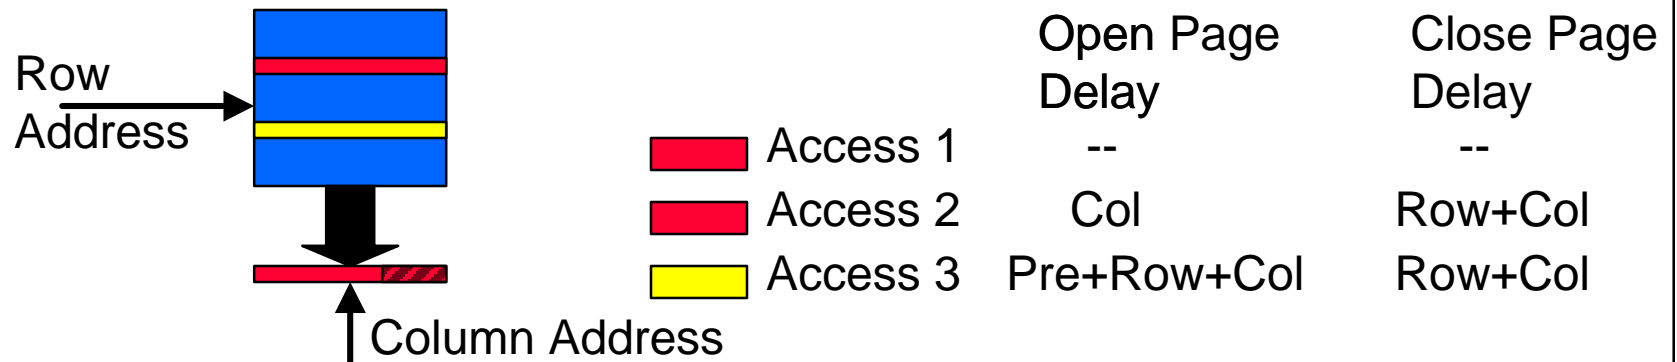 Row
Address
Column Address
Open Page Close Page
Delay Delay
Access 1 -- --
Access 2 Col Row+Col
Access 3 Pre+Row+Col Row+Col